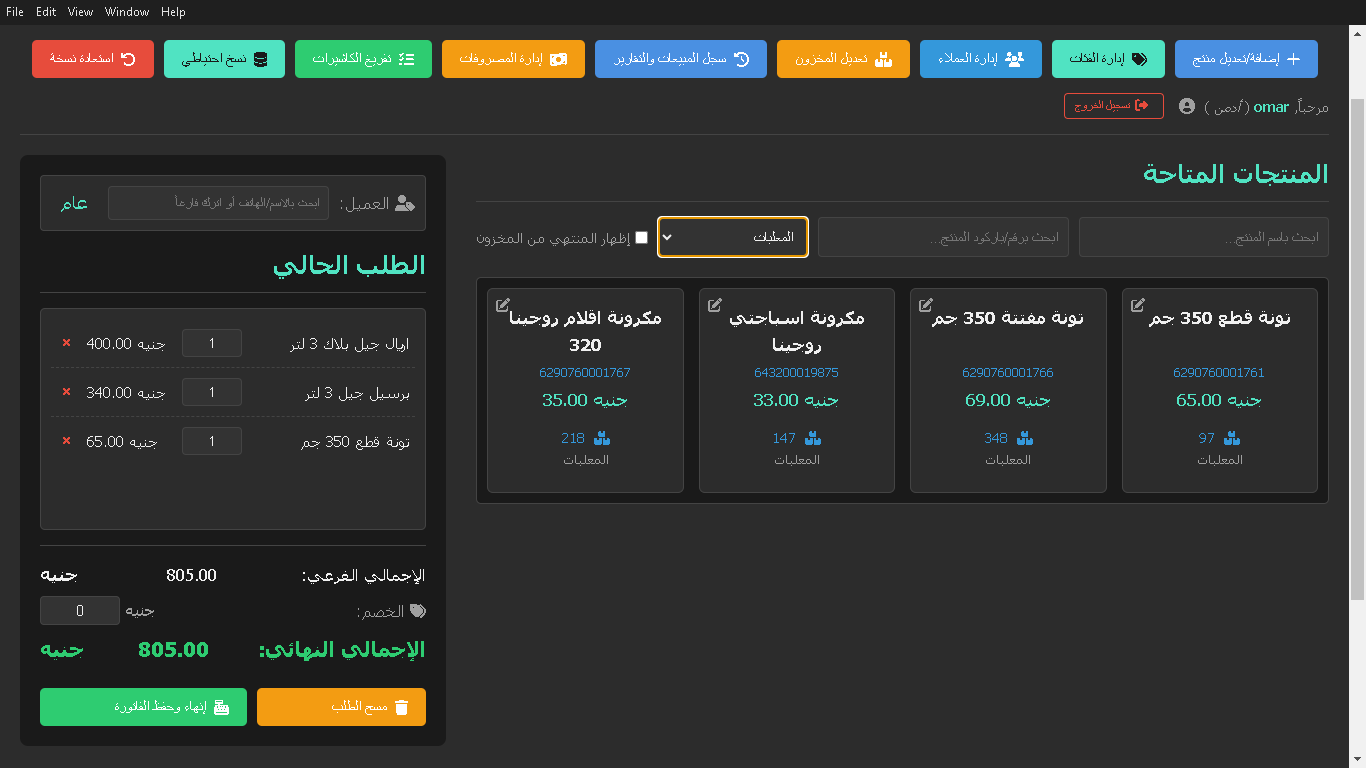 File Edit View Window Help
إضافة/تعديل منتج
إدارة الفئات
إدارة العملاء
تعديل المخزون
سجل المبيعات والتقارير
إدارة المصروفات
تفريغ الكاشيرات
نسخ احتياطي
استعادة نسخة
مرحباً, omar (أدمن )
تسجيل الخروج
المنتجات المتاحة
ابحث باسم المنتج...
ابحث برقم/باركود المنتج...
المعلبات
إظهار المنتهي من المخزون
تونة قطع 350 جم
6290760001761
65.00 جنيه
97
المعلبات
تونة مفتتة 350 جم
6290760001766
69.00 جنيه
348
المعلبات
مكرونة اسباجتي
روجينا
643200019875
33.00 جنيه
147
المعلبات
مكرونة اقلام روجينا
320
6290760001767
35.00 جنيه
218
المعلبات
العميل:
ابحث بالاسم/الهاتف أو اترك فارغاً
عام
الطلب الحالي
اريال جيل بلاك 3 لتر 1 400.00 جنيه ×
برسيل جيل 3 لتر 1 340.00 جنيه ×
تونة قطع 350 جم 1 65.00 جنيه ×
الإجمالي الفرعي: 805.00 جنيه
الخصم: جنيه 0
الإجمالي النهائي: 805.00 جنيه
مسح الطلب
إنهاء وحفظ الفاتورة